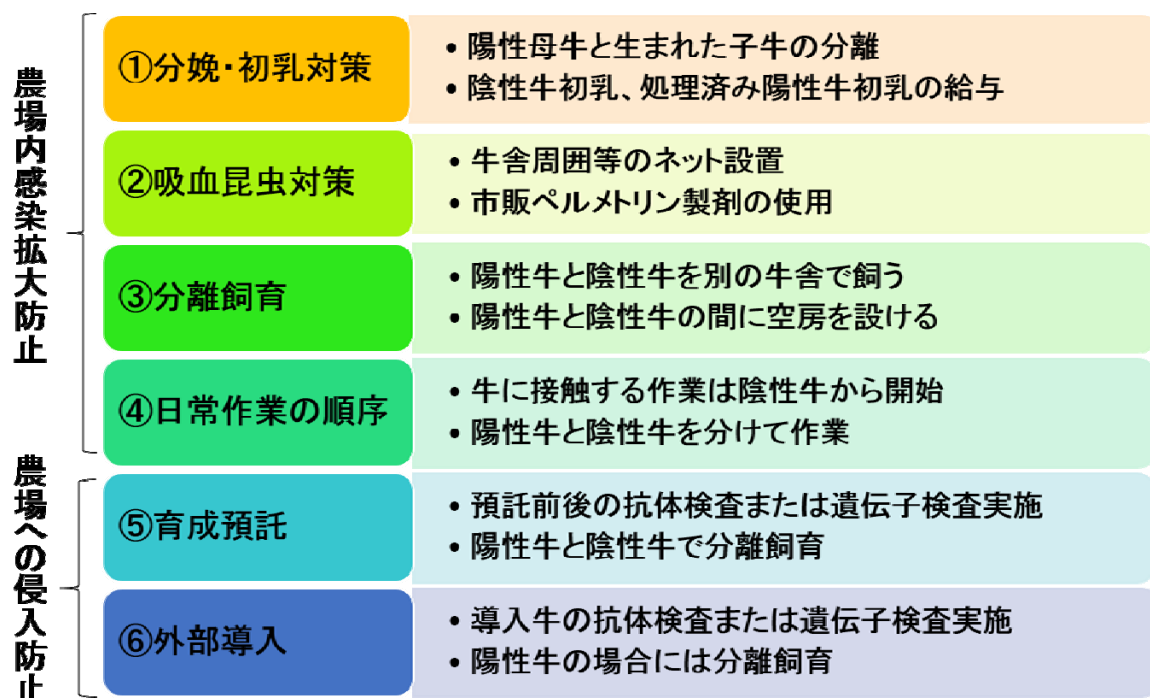 農場内感染拡大防止
①分娩・初乳対策
• 陽性母牛と生まれた子牛の分離
• 陰性牛初乳、処理済み陽性牛初乳の給与
②吸血昆虫対策
• 牛舎周囲等のネット設置
• 市販ペルメトリン製剤の使用
③分離飼育
• 陽性牛と陰性牛を別の牛舎で飼う
• 陽性牛と陰性牛の間に空房を設ける
④日常作業の順序
• 牛に接触する作業は陰性牛から開始
• 陽性牛と陰性牛を分けて作業
農場への侵入防止
⑤育成預託
• 預託前後の抗体検査または遺伝子検査実施
• 陽性牛と陰性牛で分離飼育
⑥外部導入
• 導入牛の抗体検査または遺伝子検査実施
• 陽性牛の場合には分離飼育